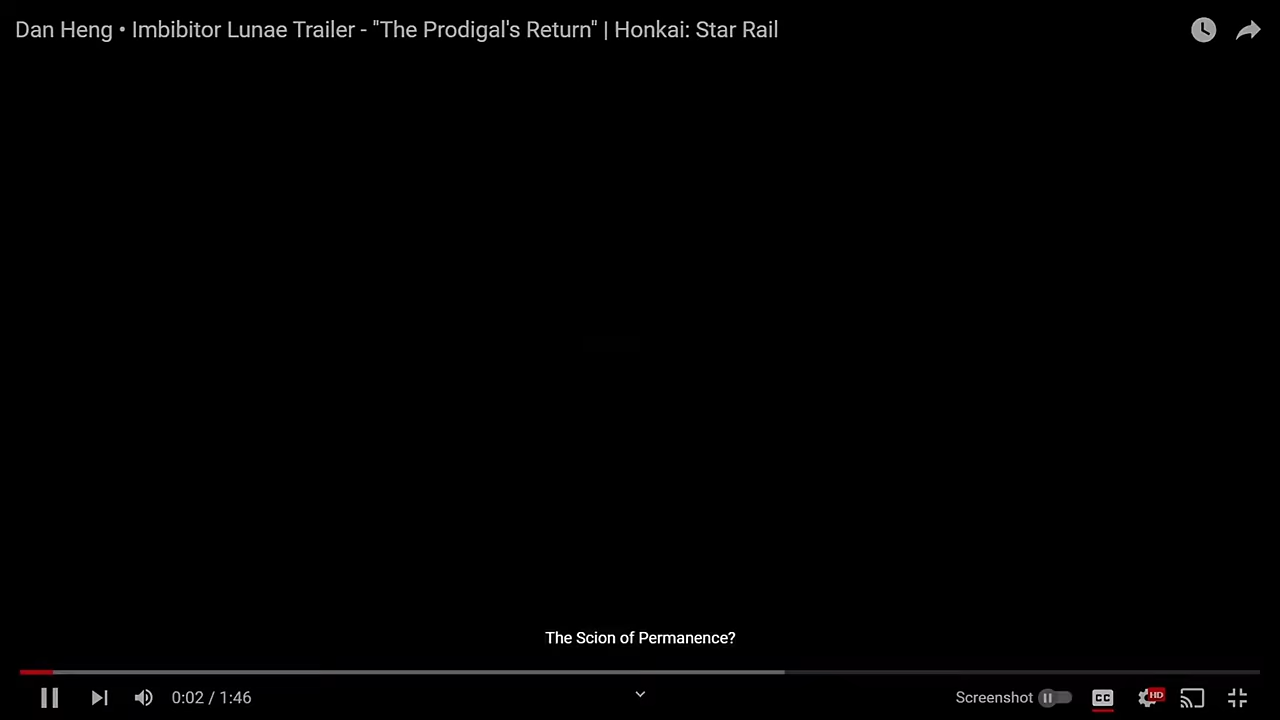 Dan Heng • Imbibitor Lunae Trailer - "The Prodigal's Return" | Honkai: Star Rail
The Scion of Permanence?
0:02 / 1:46
Screenshot
CC
HD